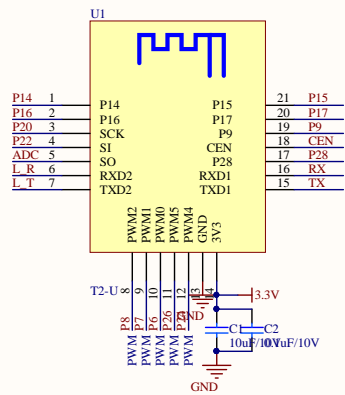 U1
P14 1 P14 P15 21 P15
P16 2 P16 P17 20 P17
P20 3 SCK P9 19 P9
P22 4 SI CEN 18 CEN
ADC 5 SO P28 17 P28
L_R 6 RXD2 RXD1 16 RX
L_T 7 TXD2 TXD1 15 TX
PWM2 PWM1 PWM0 PWM5 PWM4 GND 3V3
T2-U 8 9 10 11 12 13 14
3.3V
P8 P7 P6 P26 GND
PWM PWM PWM PWM PWM
C1 C2
10uF/10V 0.1uF/10V
GND